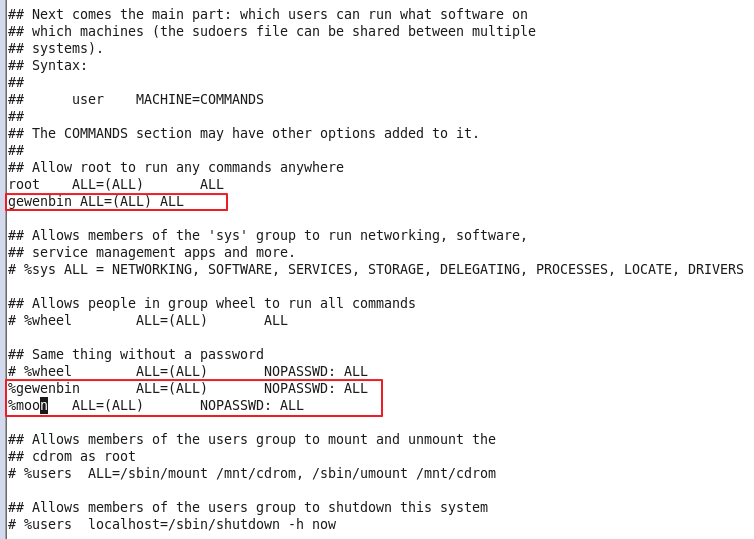 ## Next comes the main part: which users can run what software on
## which machines (the sudoers file can be shared between multiple
## systems).
## Syntax:
##
##      user    MACHINE=COMMANDS
##
## The COMMANDS section may have other options added to it.
##
## Allow root to run any commands anywhere
root    ALL=(ALL)       ALL
gewenbin ALL=(ALL) ALL

## Allows members of the 'sys' group to run networking, software,
## service management apps and more.
# %sys ALL = NETWORKING, SOFTWARE, SERVICES, STORAGE, DELEGATING, PROCESSES, LOCATE, DRIVERS

## Allows people in group wheel to run all commands
# %wheel        ALL=(ALL)       ALL

## Same thing without a password
# %wheel        ALL=(ALL)       NOPASSWD: ALL
%gewenbin       ALL=(ALL)       NOPASSWD: ALL
%moon   ALL=(ALL)       NOPASSWD: ALL

## Allows members of the users group to mount and unmount the
## cdrom as root
# %users  ALL=/sbin/mount /mnt/cdrom, /sbin/umount /mnt/cdrom

## Allows members of the users group to shutdown this system
# %users  localhost=/sbin/shutdown -h now